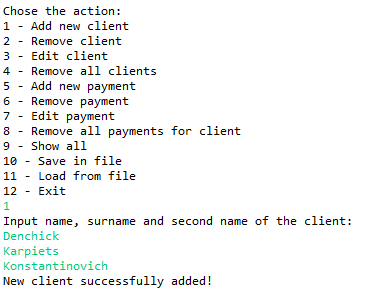 Chose the action:
1 - Add new client
2 - Remove client
3 - Edit client
4 - Remove all clients
5 - Add new payment
6 - Remove payment
7 - Edit payment
8 - Remove all payments for client
9 - Show all
10 - Save in file
11 - Load from file
12 - Exit
1
Input name, surname and second name of the client:
Denchick
Karpiets
Konstantinovich
New client successfully added!